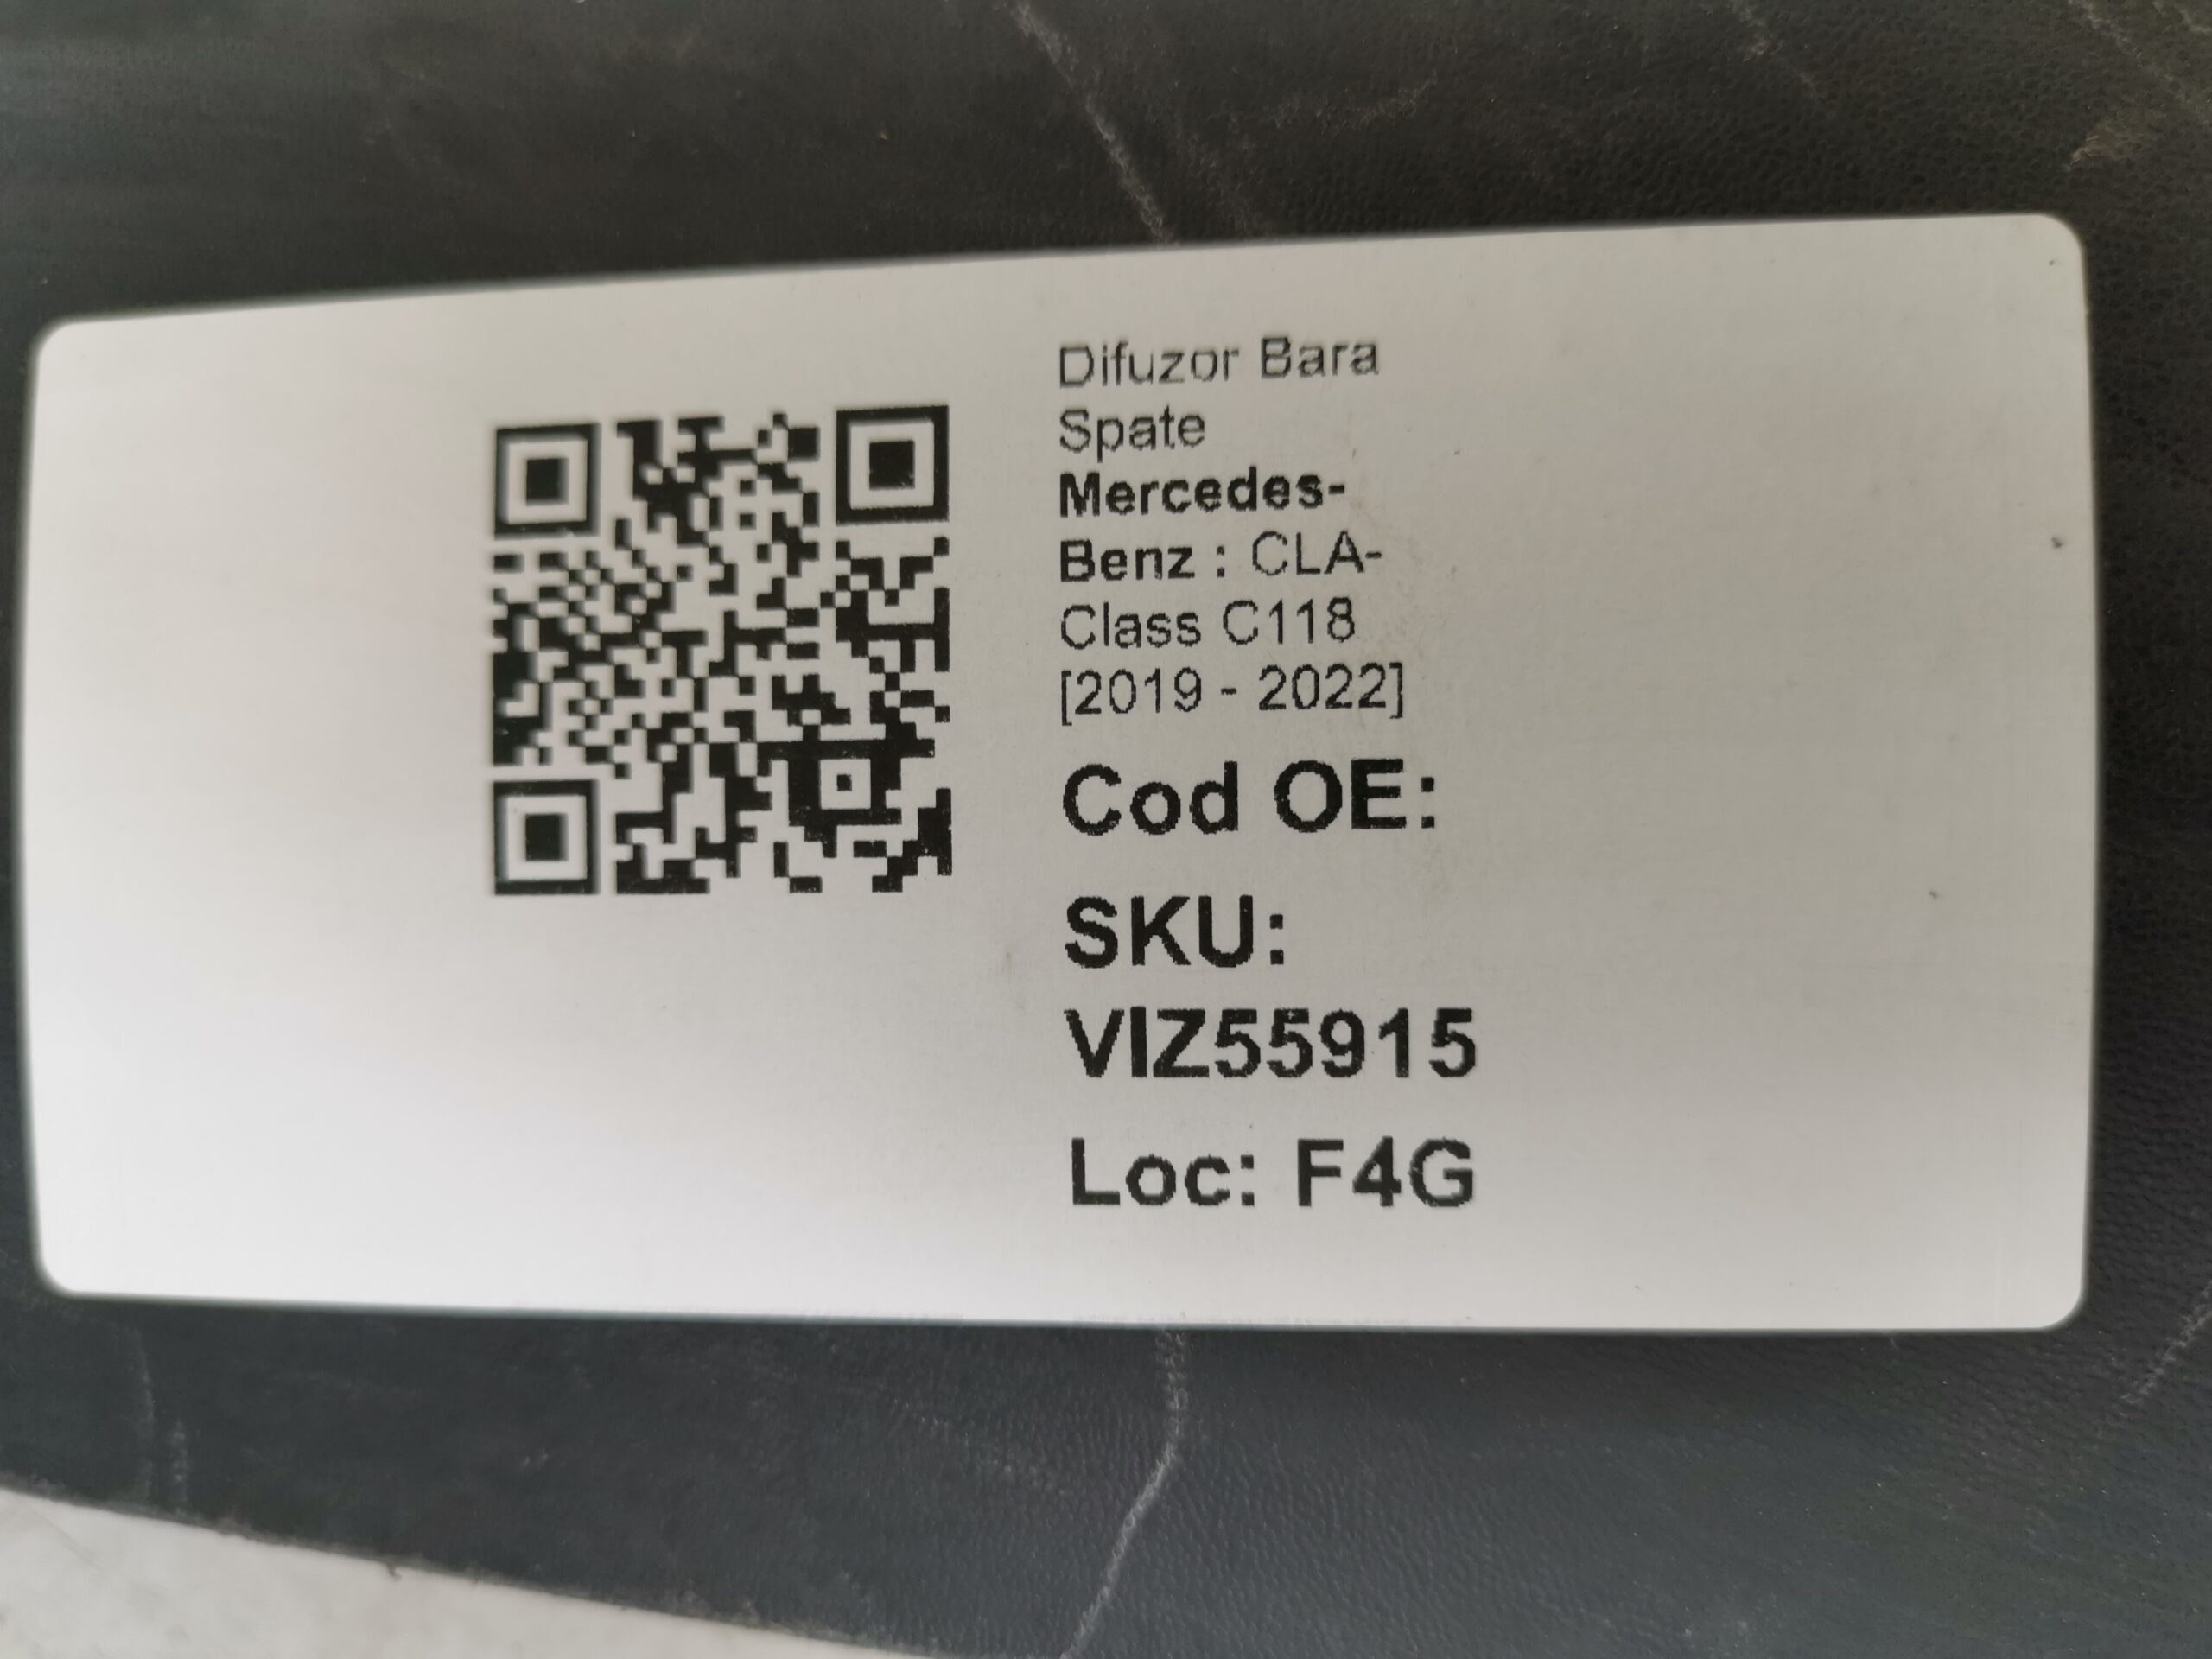 Difuzor Bara
Spate
Mercedes-
Benz : CLA-
Class C118
[2019 - 2022]
Cod OE:
SKU:
VIZ55915
Loc: F4G